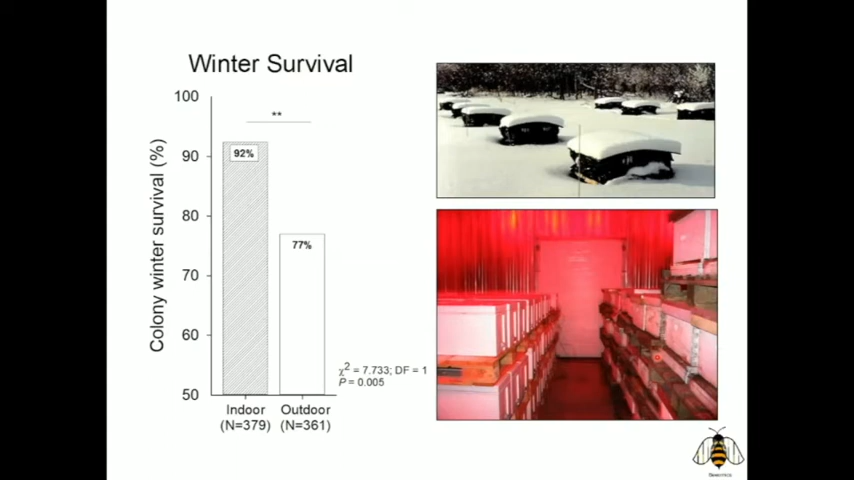 Winter Survival
100
**
90
92%
80
77%
70
60
50
Colony winter survival (%)
χ2 = 7.733; DF = 1
P = 0.005
Indoor Outdoor
(N=379) (N=361)